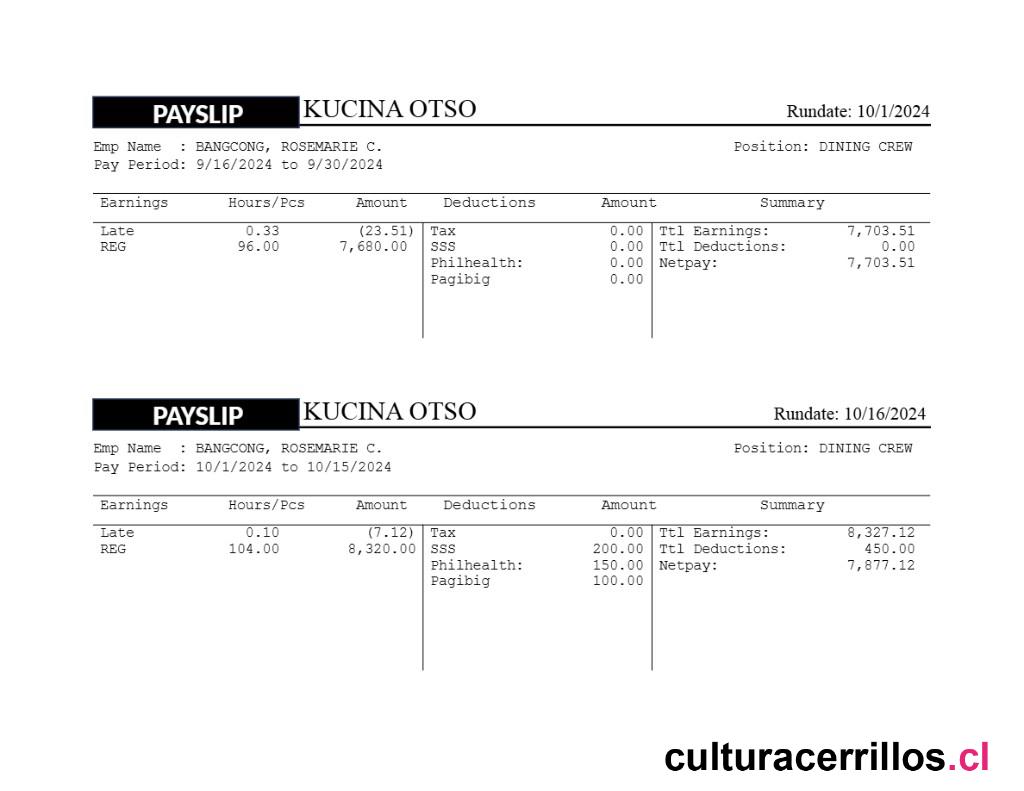 PAYSLIP KUCINA OTSO Rundate: 10/1/2024
Emp Name : BANGCONG, ROSEMARIE C. Position: DINING CREW
Pay Period: 9/16/2024 to 9/30/2024
Earnings Hours/Pcs Amount Deductions Amount Summary
Late 0.33 (23.51) Tax 0.00 Ttl Earnings: 7,703.51
REG 96.00 7,680.00 SSS 0.00 Ttl Deductions: 0.00
Philhealth: 0.00 Netpay: 7,703.51
Pagibig 0.00
PAYSLIP KUCINA OTSO Rundate: 10/16/2024
Emp Name : BANGCONG, ROSEMARIE C. Position: DINING CREW
Pay Period: 10/1/2024 to 10/15/2024
Earnings Hours/Pcs Amount Deductions Amount Summary
Late 0.10 (7.12) Tax 0.00 Ttl Earnings: 8,327.12
REG 104.00 8,320.00 SSS 200.00 Ttl Deductions: 450.00
Philhealth: 150.00 Netpay: 7,877.12
Pagibig 100.00
culturacerrillos.cl